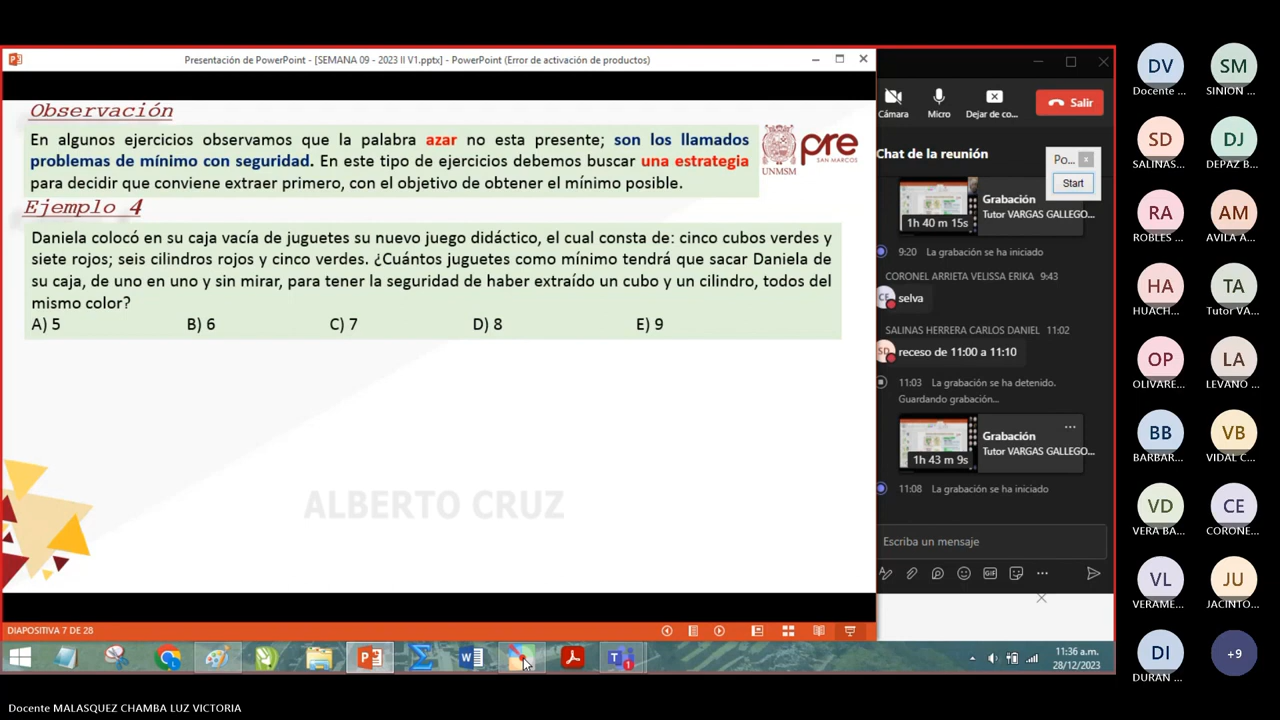 Presentación de PowerPoint - [SEMANA 09 - 2023 II V1.pptx] - PowerPoint (Error de activación de productos)
Observación
En algunos ejercicios observamos que la palabra azar no esta presente; son los llamados
problemas de mínimo con seguridad. En este tipo de ejercicios debemos buscar una estrategia
para decidir que conviene extraer primero, con el objetivo de obtener el mínimo posible.
UNMSM
pre
SAN MARCOS
Ejemplo 4
Daniela colocó en su caja vacía de juguetes su nuevo juego didáctico, el cual consta de: cinco cubos verdes y
siete rojos; seis cilindros rojos y cinco verdes. ¿Cuántos juguetes como mínimo tendrá que sacar Daniela de
su caja, de uno en uno y sin mirar, para tener la seguridad de haber extraído un cubo y un cilindro, todos del
mismo color?
A) 5 B) 6 C) 7 D) 8 E) 9
ALBERTO CRUZ
DIAPOSITIVA 7 DE 28
Cámara Micro Dejar de co... Salir
Chat de la reunión
Po... x
Start
Grabación
Tutor VARGAS GALLEGO...
1h 40 m 15s
9:20 La grabación se ha iniciado
CORONEL ARRIETA VELISSA ERIKA 9:43
CE selva
SALINAS HERRERA CARLOS DANIEL 11:02
SD receso de 11:00 a 11:10
11:03 La grabación se ha detenido.
Guardando grabación...
Grabación
Tutor VARGAS GALLEGO...
1h 43 m 9s
11:08 La grabación se ha iniciado
Escriba un mensaje
GIF
11:36 a.m.
28/12/2023
DV SM
Docente ... SINION ...
SD DJ
SALINAS... DEPAZ B...
RA AM
ROBLES ... AVILA A...
HA TA
HUACH... Tutor VA...
OP LA
OLIVARE... LEVANO ...
BB VB
BARBAR... VIDAL C...
VD CE
VERA BA... CORONE...
VL JU
VERAME... JACINTO...
DI +9
DURAN ...
Docente MALASQUEZ CHAMBA LUZ VICTORIA